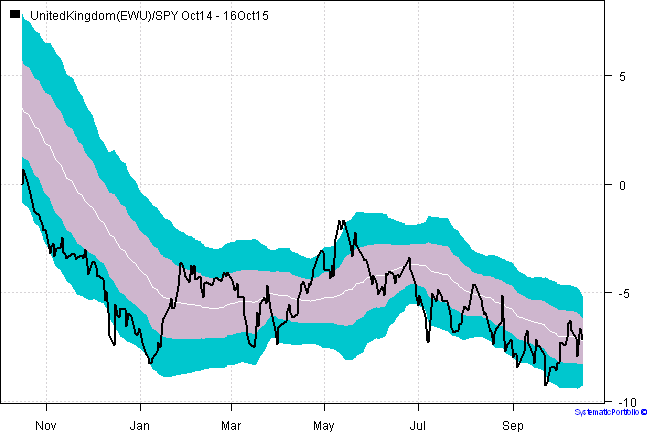 UnitedKingdom(EWU)/SPY Oct14 - 16Oct15
5
0
-5
-10
Nov Jan Mar May Jul Sep
SystematicPortfolio ©